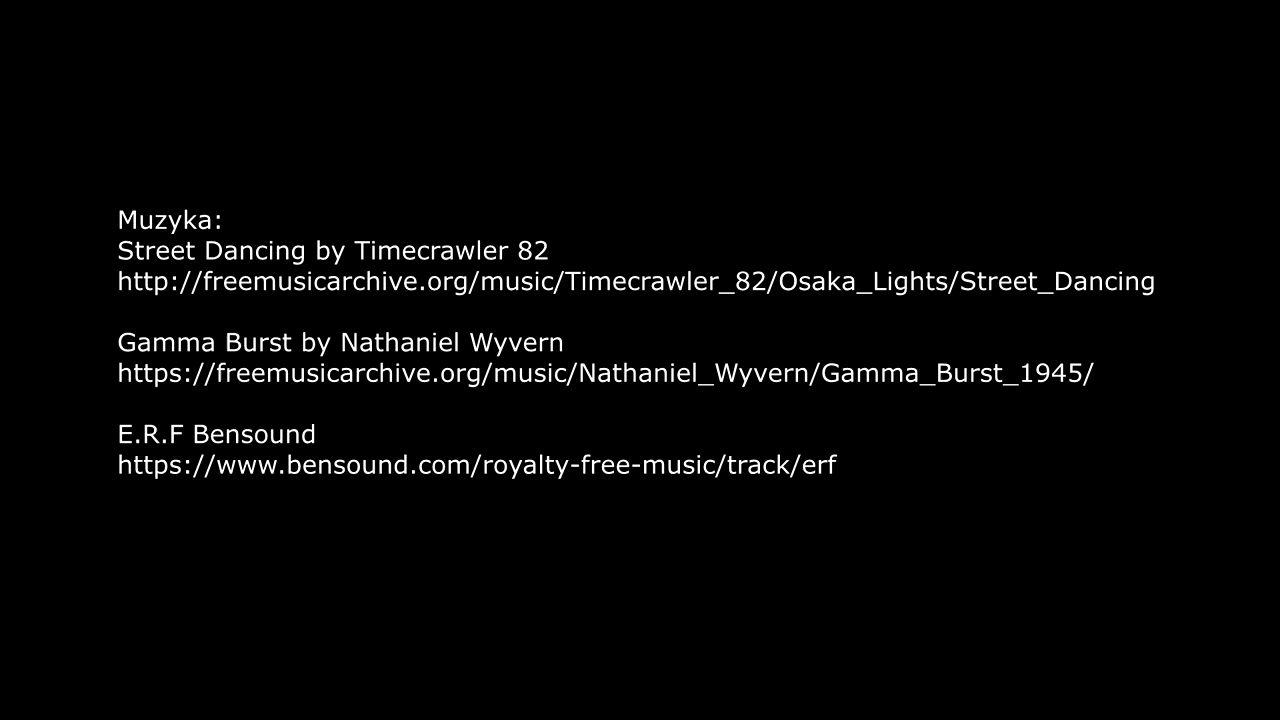 Muzyka:
Street Dancing by Timecrawler 82
http://freemusicarchive.org/music/Timecrawler_82/Osaka_Lights/Street_Dancing
Gamma Burst by Nathaniel Wyvern
https://freemusicarchive.org/music/Nathaniel_Wyvern/Gamma_Burst_1945/
E.R.F Bensound
https://www.bensound.com/royalty-free-music/track/erf